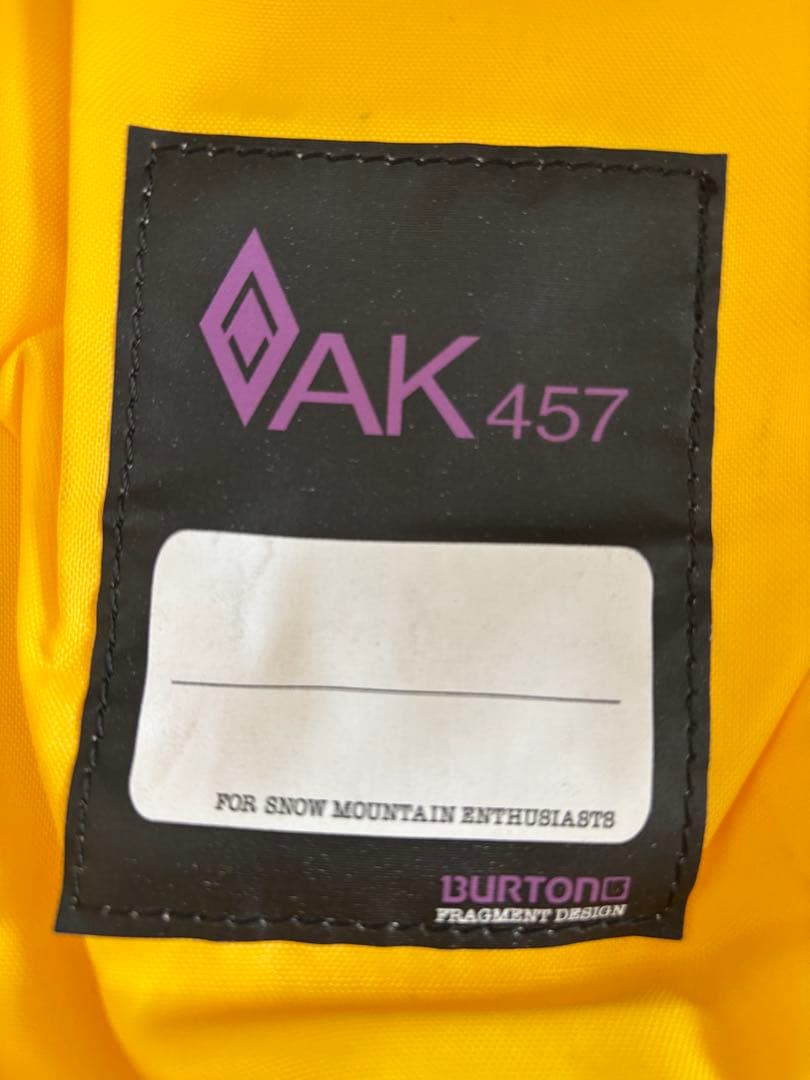 AK 457
FOR SNOW MOUNTAIN ENTHUSIASTS
BURTON
FRAGMENT DESIGN